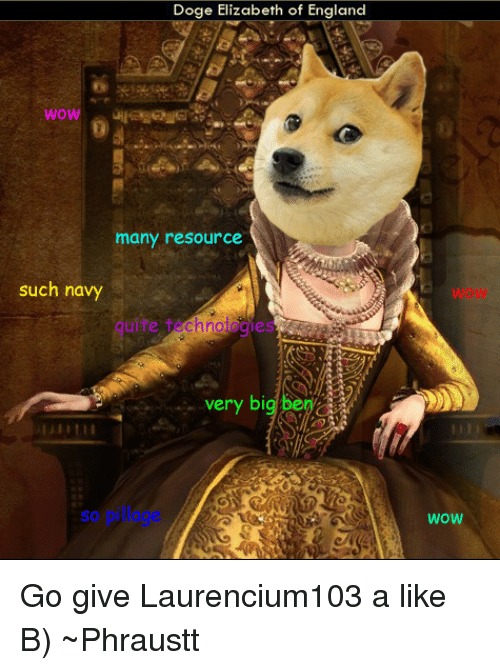 Doge Elizabeth of England
wow
many resource
such navy
wow
quite technologies
very big ben
so pillage
wow
Go give Laurencium103 a like
B) ~Phraustt